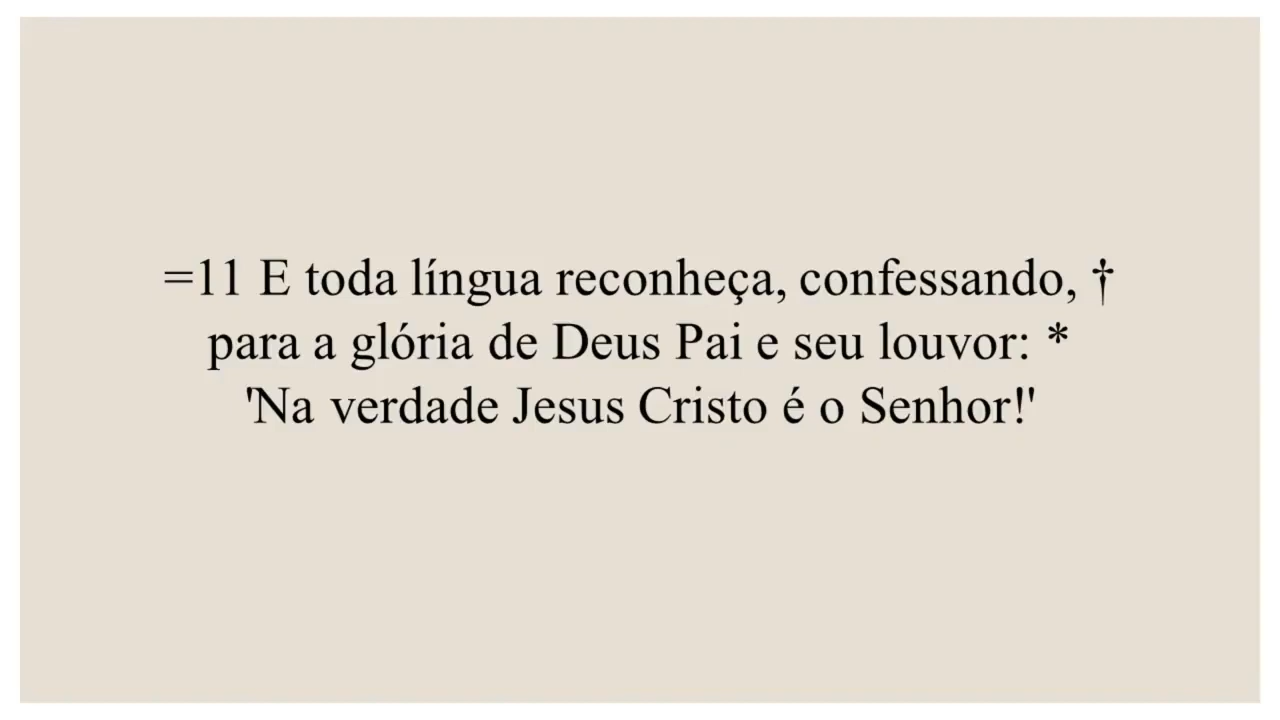 =11 E toda língua reconheça, confessando, †
para a glória de Deus Pai e seu louvor: *
'Na verdade Jesus Cristo é o Senhor!'